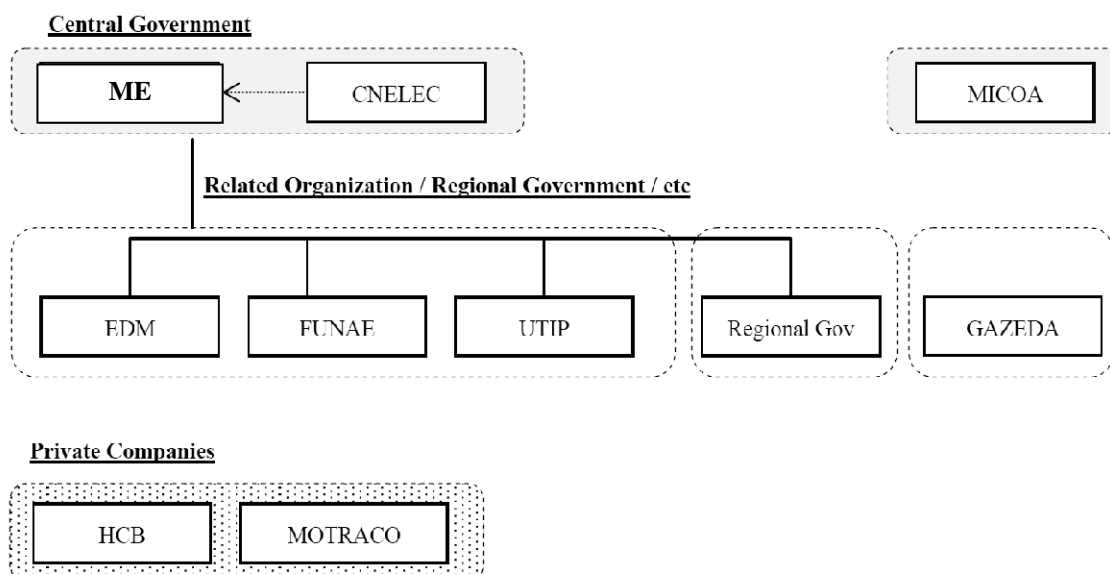 Central Government
ME
CNELEC
MICOA
Related Organization / Regional Government / etc
EDM
FUNAE
UTIP
Regional Gov
GAZEDA
Private Companies
HCB
MOTRACO